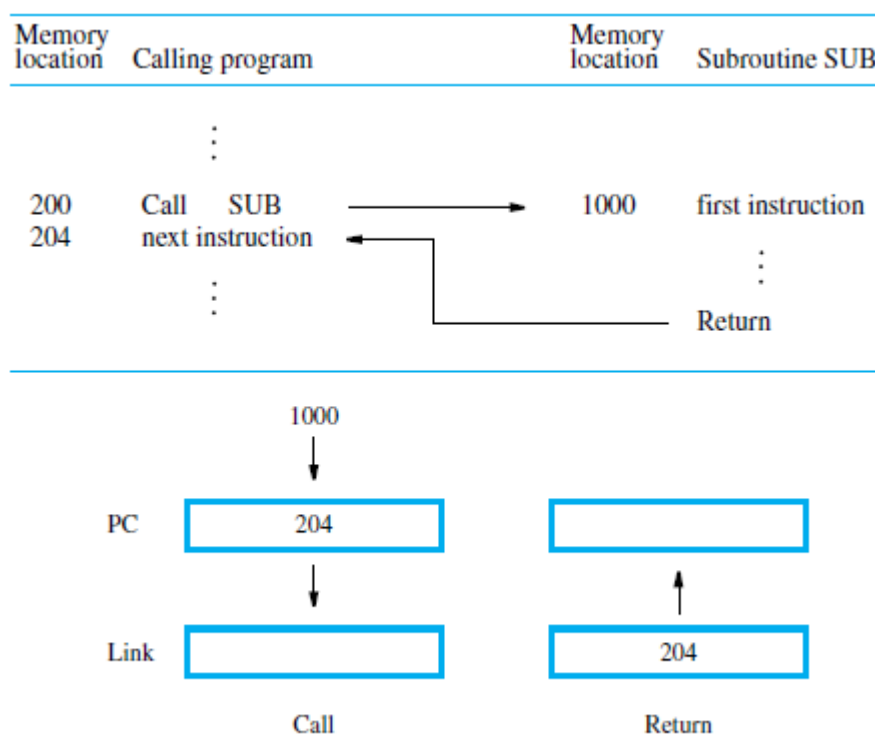 Memory location Calling program Memory location Subroutine SUB
200 Call SUB 1000 first instruction
204 next instruction
Return
1000
PC 204
Link 204
Call Return